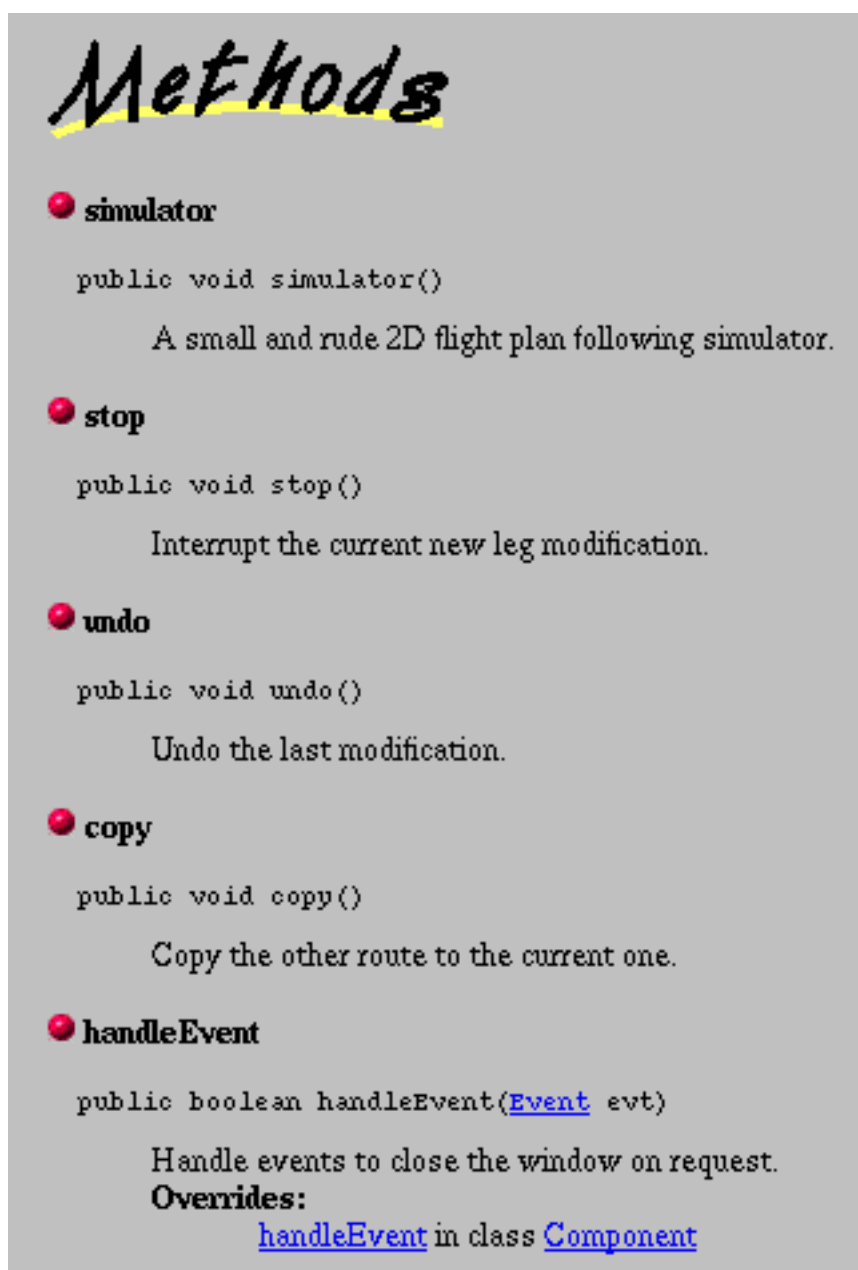 Methods
simulator
public void simulator()
A small and rude 2D flight plan following simulator.
stop
public void stop()
Interrupt the current new leg modification.
undo
public void undo()
Undo the last modification.
copy
public void copy()
Copy the other route to the current one.
handleEvent
public boolean handleEvent(Event evt)
Handle events to close the window on request.
Overrides:
handleEvent in class Component